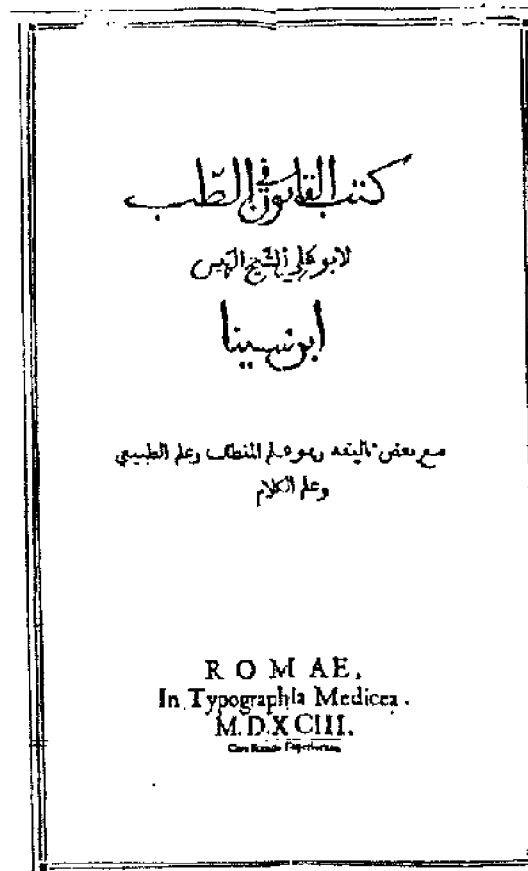 كتب القانون في الطب
لابو علي الشيخ الرئيس
ابن سينا
مع بعض تاليفه وهو علم المنطق وعلم الطبيعي
وعلم الكلام
ROMAE,
In Typographia Medicea.
M.D.XCIII.